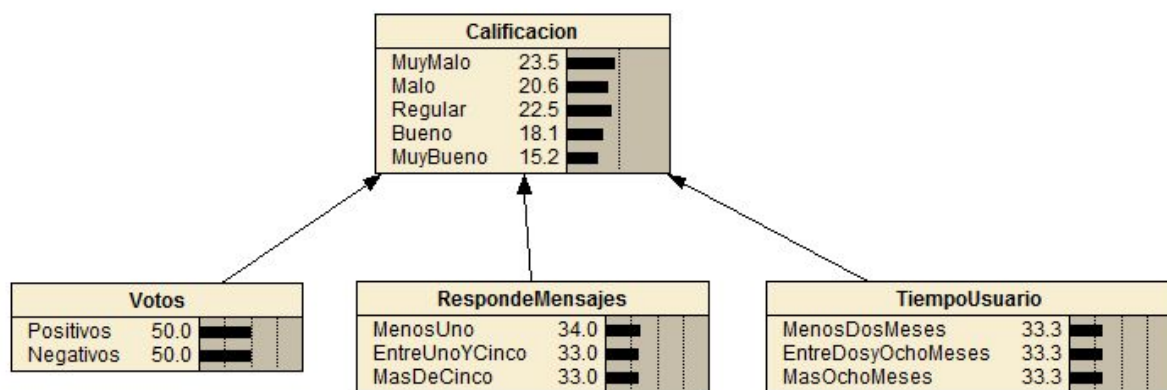 Calificacion
MuyMalo 23.5
Malo 20.6
Regular 22.5
Bueno 18.1
MuyBueno 15.2
Votos
Positivos 50.0
Negativos 50.0
RespondeMensajes
MenosUno 34.0
EntreUnoYCinco 33.0
MasDeCinco 33.0
TiempoUsuario
MenosDosMeses 33.3
EntreDosyOchoMeses 33.3
MasOchoMeses 33.3